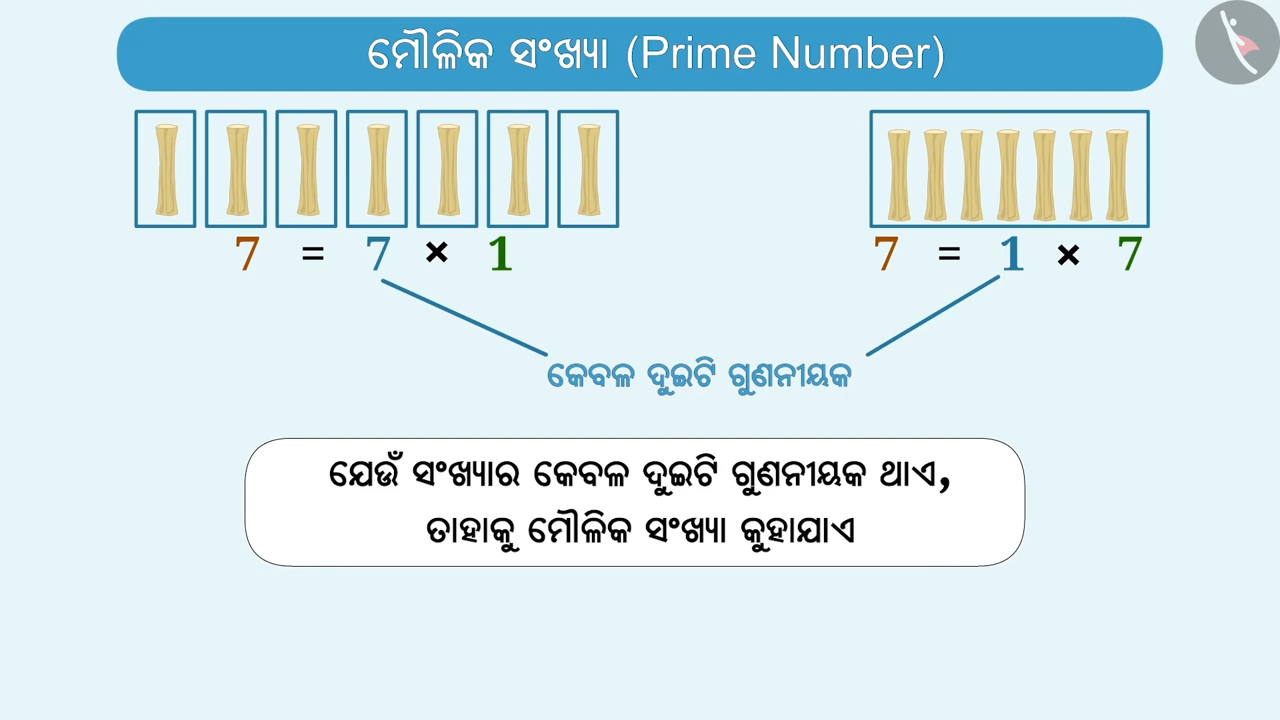 ମୌଳିକ ସଂଖ୍ୟା (Prime Number)
7 = 7 × 1
7 = 1 × 7
କେବଳ ଦୁଇଟି ଗୁଣନୀୟକ
ଯେଉଁ ସଂଖ୍ୟାର କେବଳ ଦୁଇଟି ଗୁଣନୀୟକ ଥାଏ,
ତାହାକୁ ମୌଳିକ ସଂଖ୍ୟା କୁହାଯାଏ